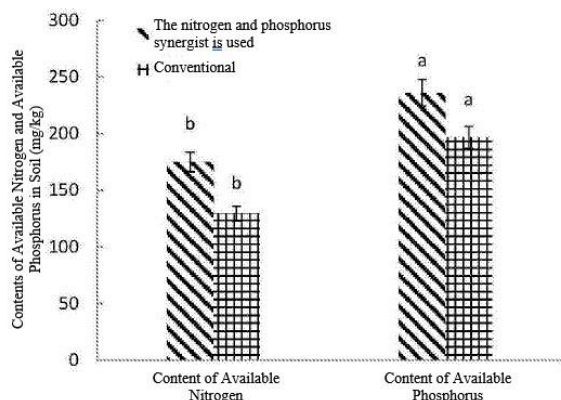 300
250
200
150
100
50
0
Contents of Available Nitrogen and Available
Phosphorus in Soil (mg/kg)
The nitrogen and phosphorus
synergist is used
Conventional
b
b
a
a
Content of Available
Nitrogen
Content of Available
Phosphorus